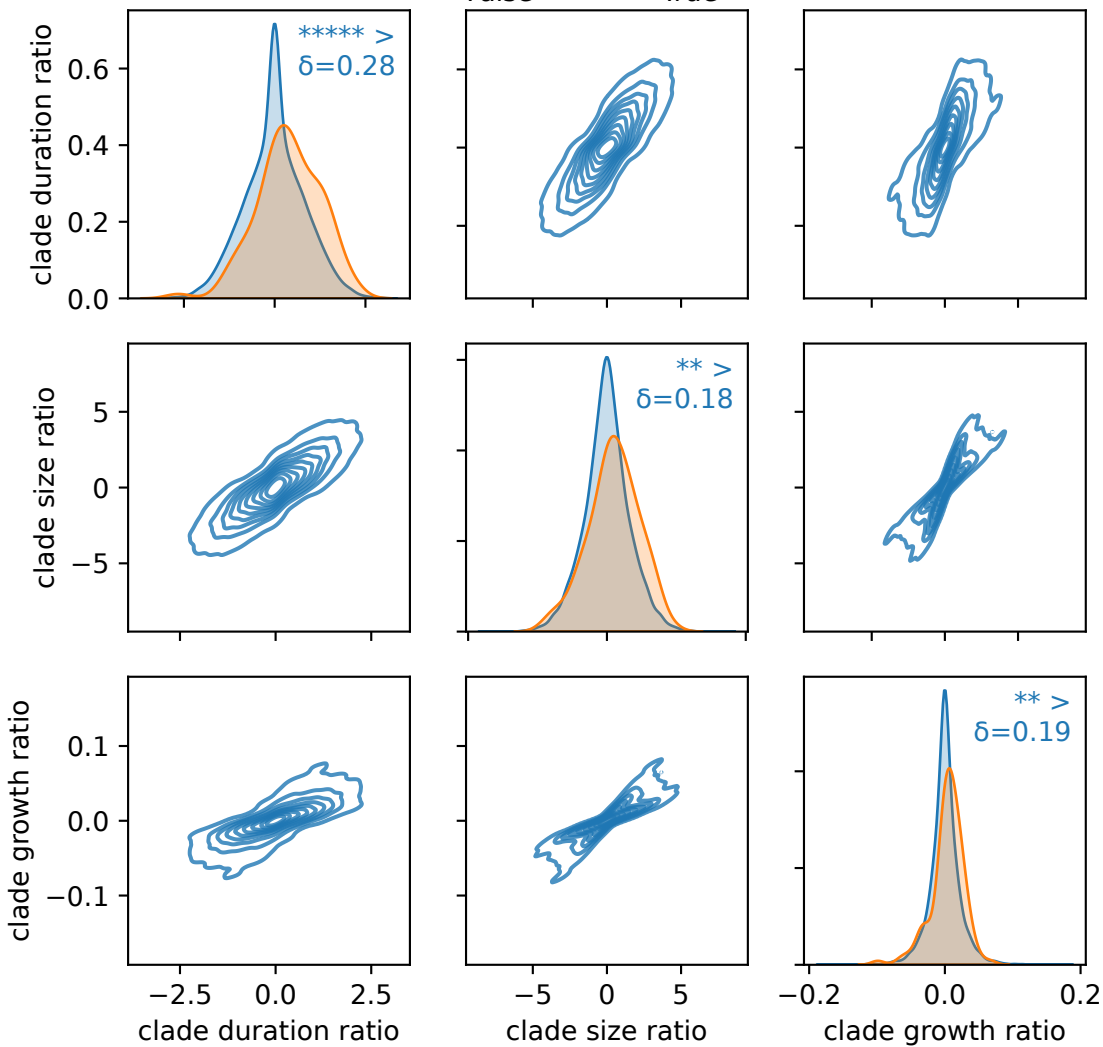 clade duration ratio
0.6
0.4
0.2
0.0
***** >
δ=0.28
clade size ratio
5
0
−5
** >
δ=0.18
clade growth ratio
0.1
0.0
−0.1
** >
δ=0.19
−2.5 0.0 2.5
−5 0 5
−0.2 0.0 0.2
clade duration ratio
clade size ratio
clade growth ratio